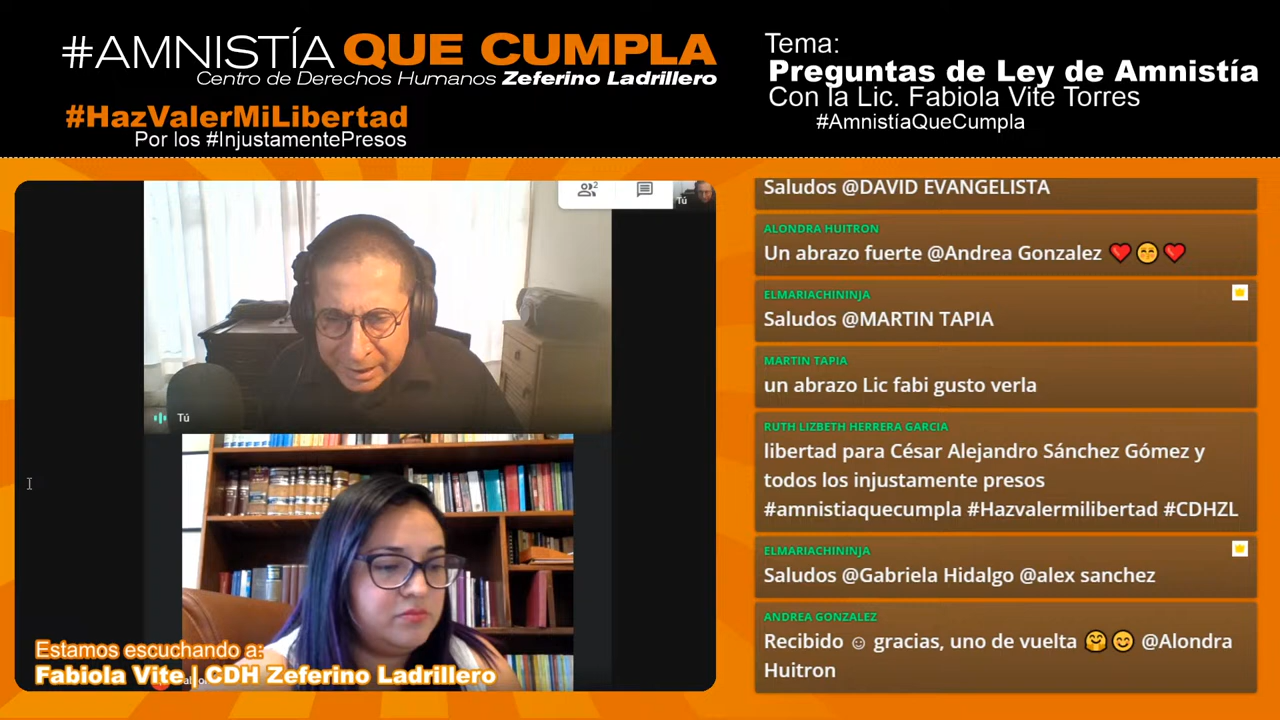 #AMNISTÍA QUE CUMPLA
Centro de Derechos Humanos Zeferino Ladrillero
#HazValerMiLibertad
Por los #InjustamentePresos
Tema:
Preguntas de Ley de Amnistía
Con la Lic. Fabiola Vite Torres
#AmnistíaQueCumpla
2
Tú
Tú
Estamos escuchando a:
Fabiola Vite | CDH Zeferino Ladrillero
Saludos @DAVID EVANGELISTA
ALONDRA HUITRON
Un abrazo fuerte @Andrea Gonzalez ❤️😁❤️
ELMARIACHININJA
Saludos @MARTIN TAPIA
MARTIN TAPIA
un abrazo Lic fabi gusto verla
RUTH LIZBETH HERRERA GARCIA
libertad para César Alejandro Sánchez Gómez y
todos los injustamente presos
#amnistiaquecumpla #Hazvalermilibertad #CDHZL
ELMARIACHININJA
Saludos @Gabriela Hidalgo @alex sanchez
ANDREA GONZALEZ
Recibido ☺ gracias, uno de vuelta 🤗😊 @Alondra
Huitron